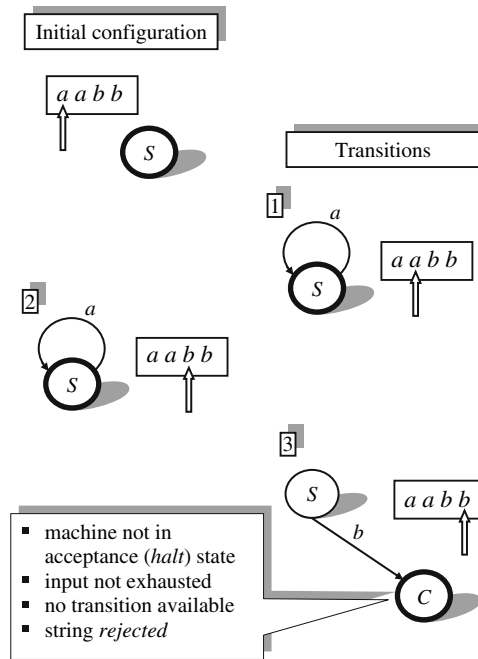 Initial configuration
a a b b
S
Transitions
1
a
S
a a b b
2
a
S
a a b b
3
S
a a b b
b
C
▪ machine not in
acceptance (halt) state
▪ input not exhausted
▪ no transition available
▪ string rejected